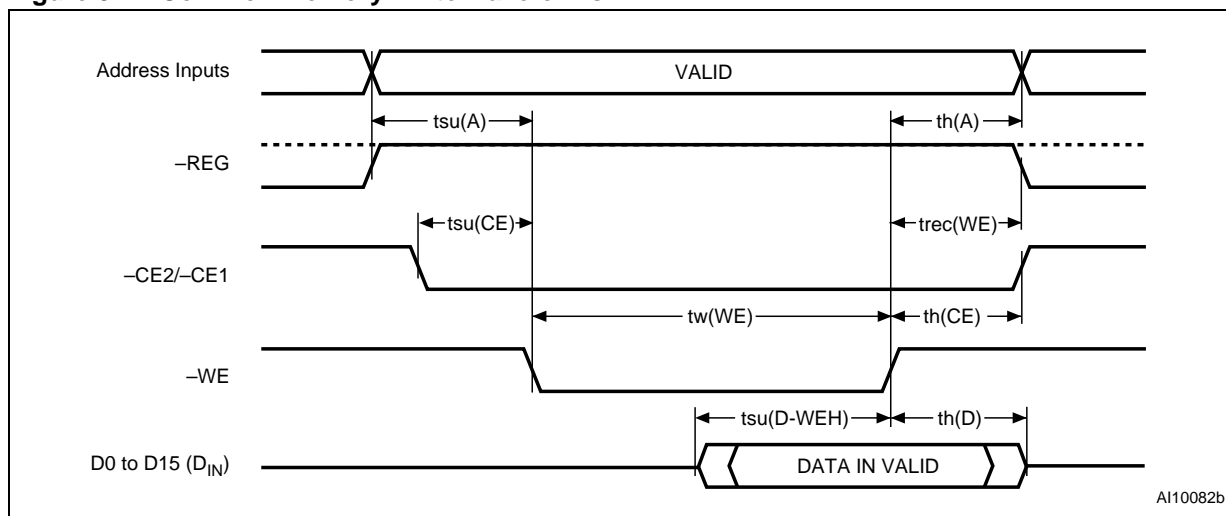 Address Inputs
VALID
tsu(A)
th(A)
–REG
tsu(CE)
trec(WE)
–CE2/–CE1
tw(WE)
th(CE)
–WE
tsu(D-WEH)
th(D)
D0 to D15 (DIN)
DATA IN VALID
AI10082b